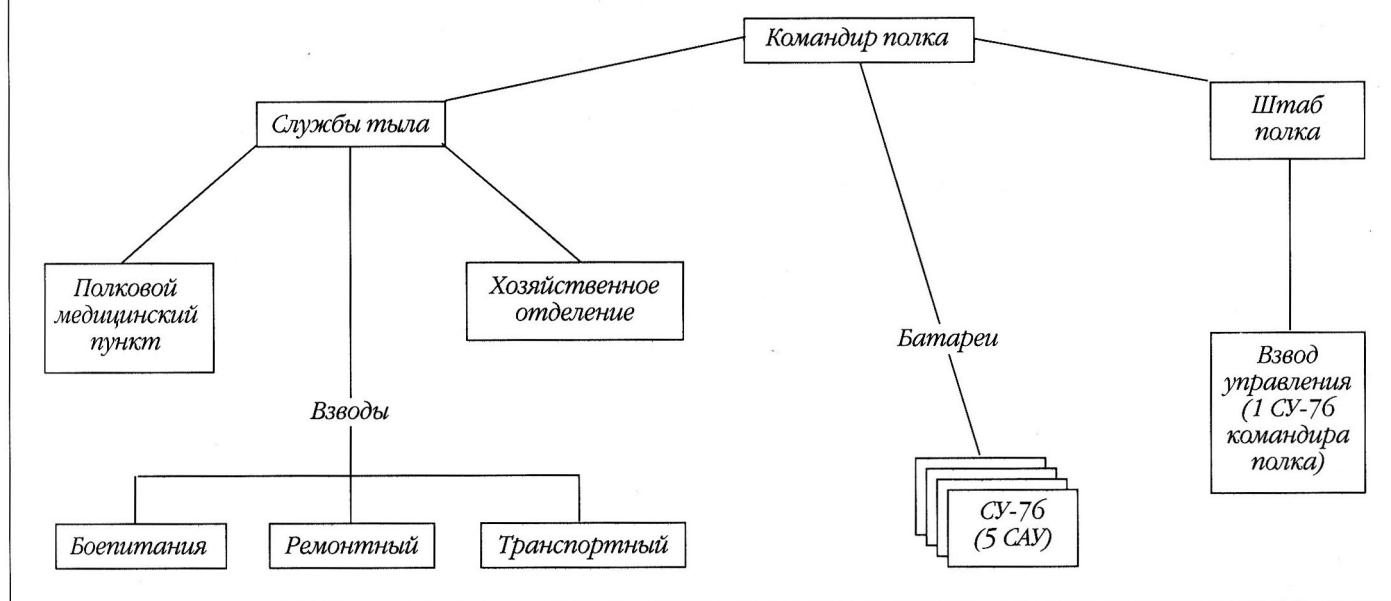 Командир полка
Службы тыла
Штаб
полка
Полковой
медицинский
пункт
Хозяйственное
отделение
Батареи
Взвод
управления
(1 СУ-76
командира
полка)
Взводы
СУ-76
(5 САУ)
Боепитания
Ремонтный
Транспортный